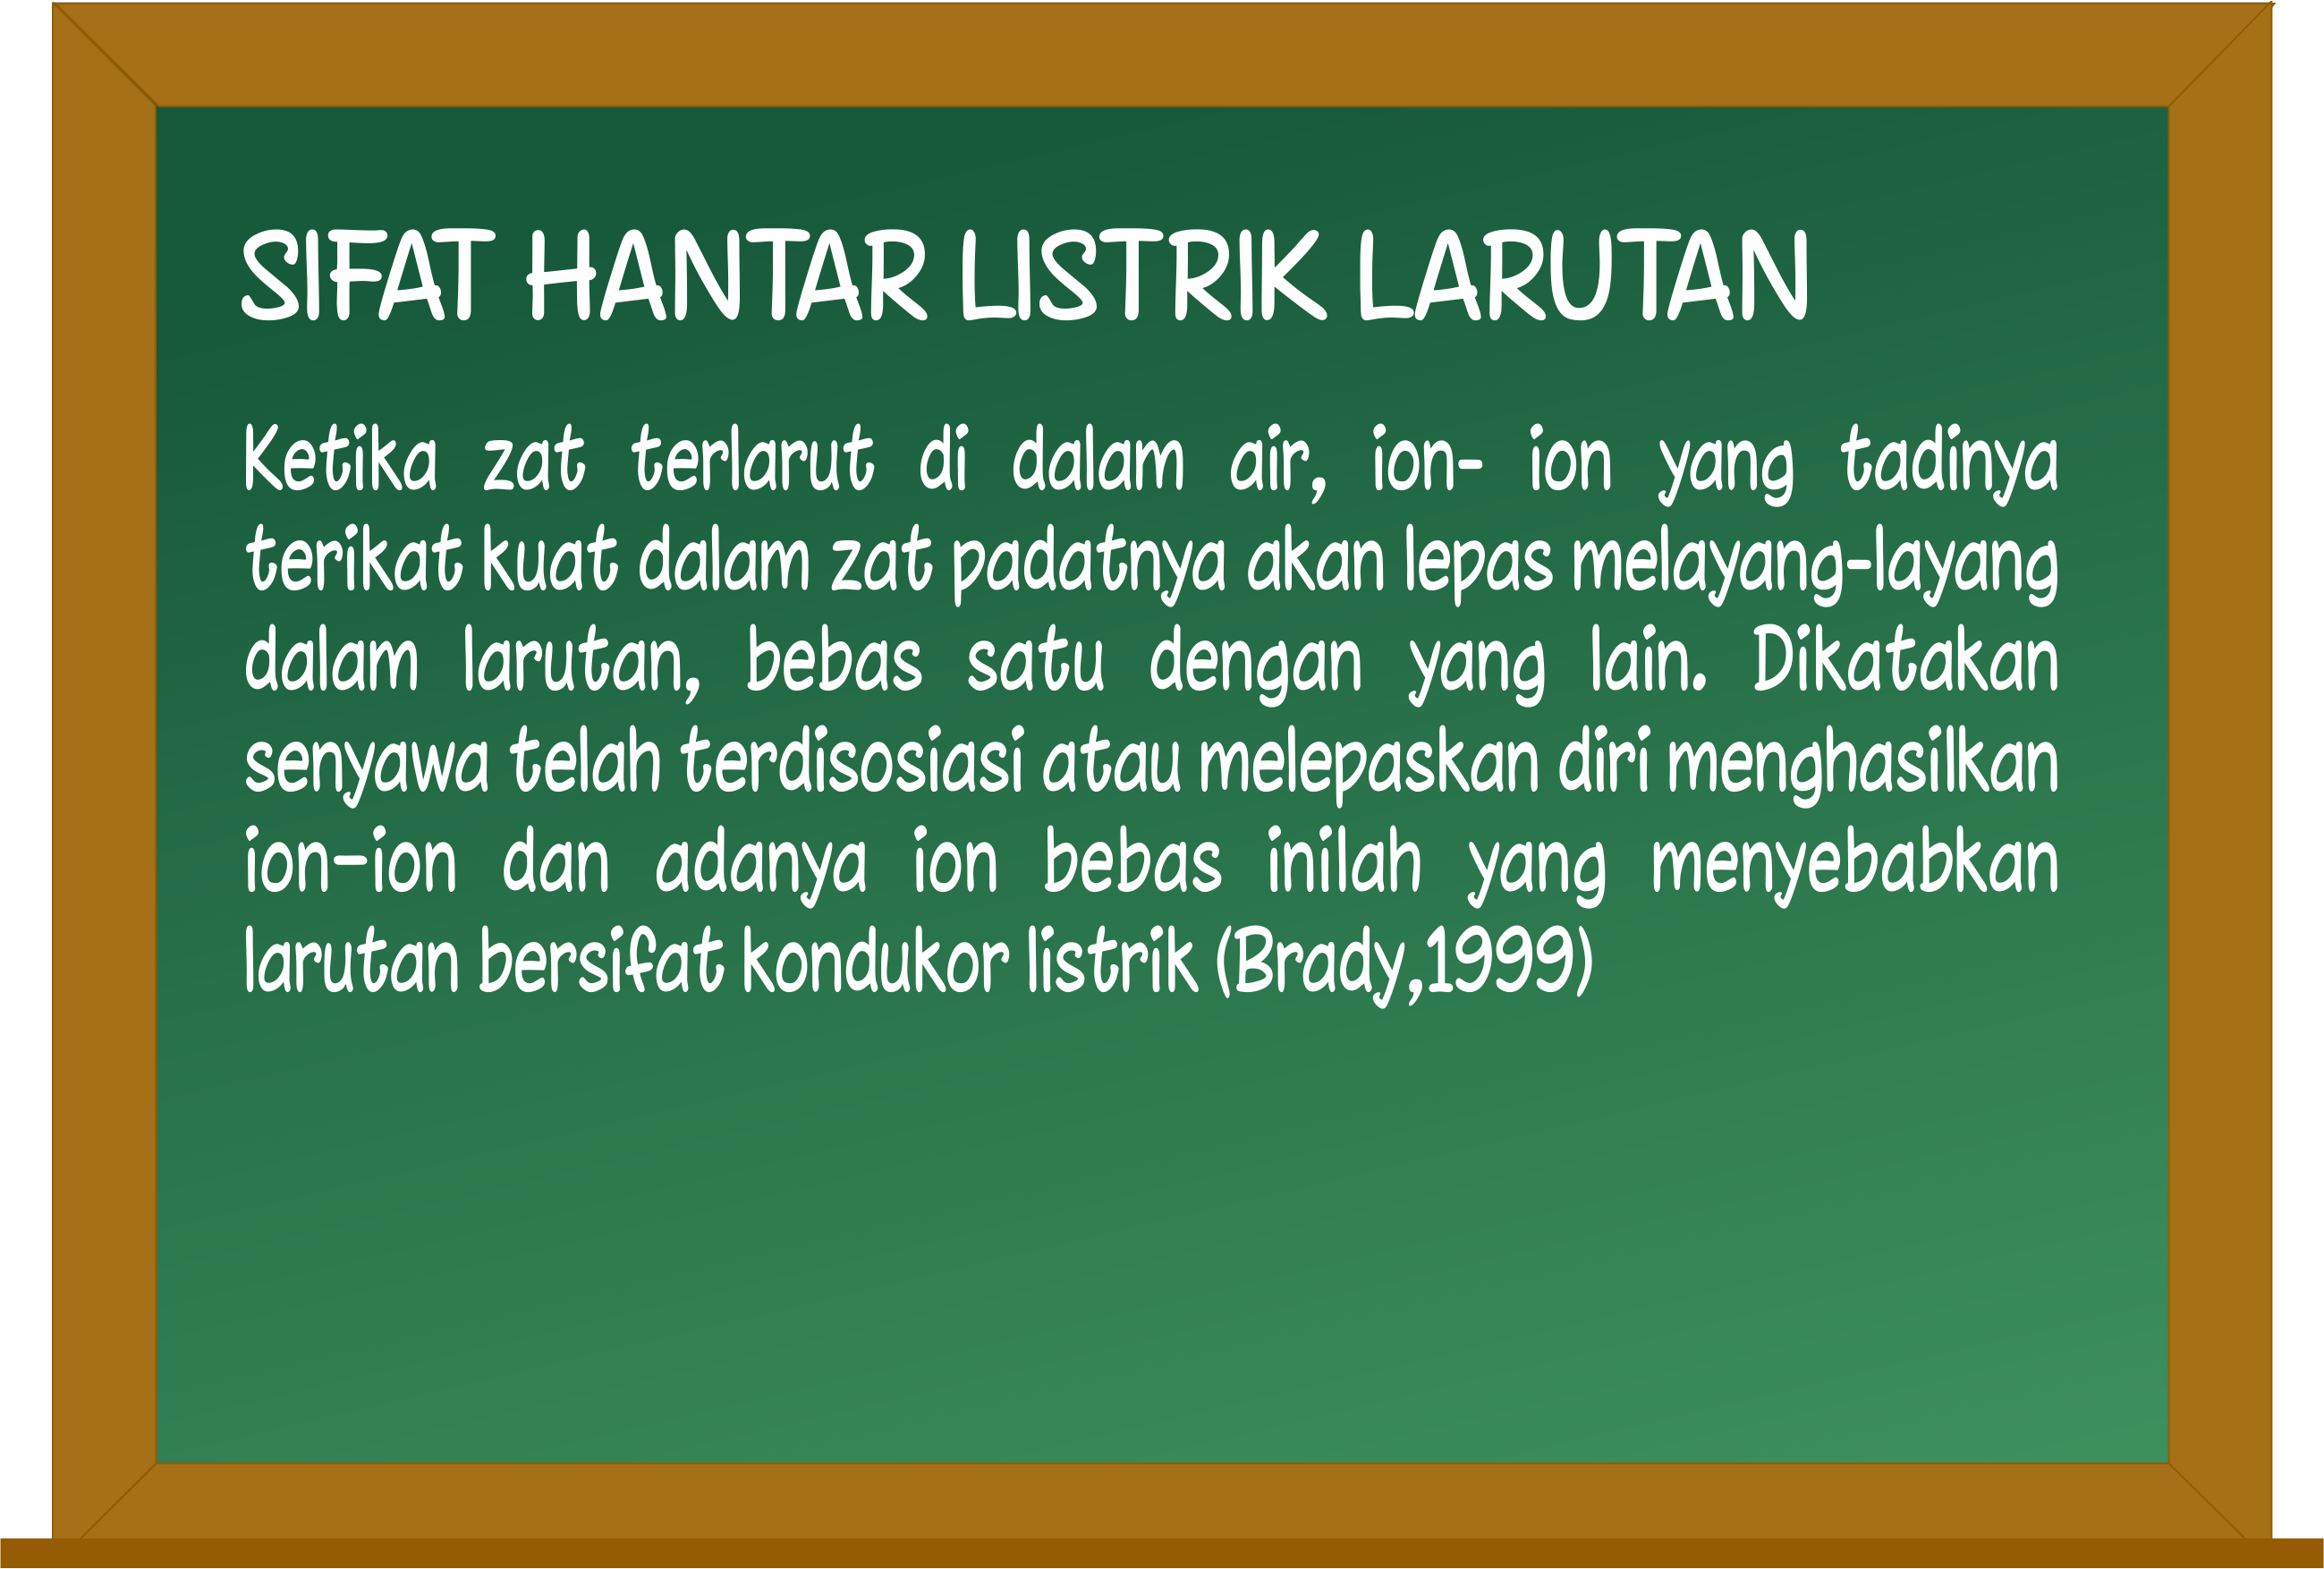 SIFAT HANTAR LISTRIK LARUTAN
Ketika zat terlarut di dalam air, ion- ion yang tadinya
terikat kuat dalam zat padatnya akan lepas melayang-layang
dalam larutan, bebas satu dengan yang lain. Dikatakan
senyawa telah terdisosiasi atau melepaskan diri menghasilkan
ion-ion dan adanya ion bebas inilah yang menyebabkan
larutan bersifat konduktor listrik (Brady,1999)